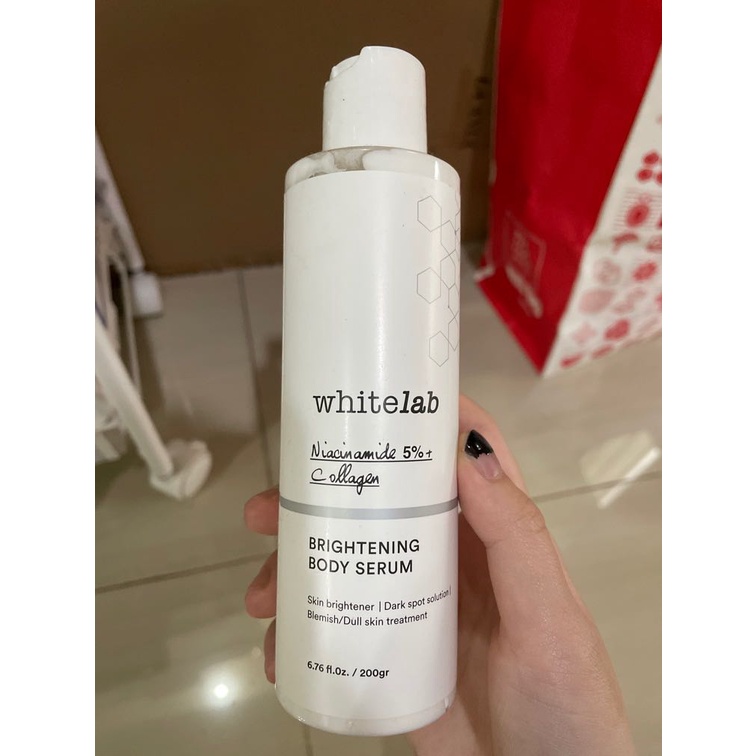 whitelab
Niacinamide 5%+
Collagen
BRIGHTENING
BODY SERUM
Skin brightener | Dark spot solution |
Blemish/Dull skin treatment
6.76 fl.Oz. / 200gr